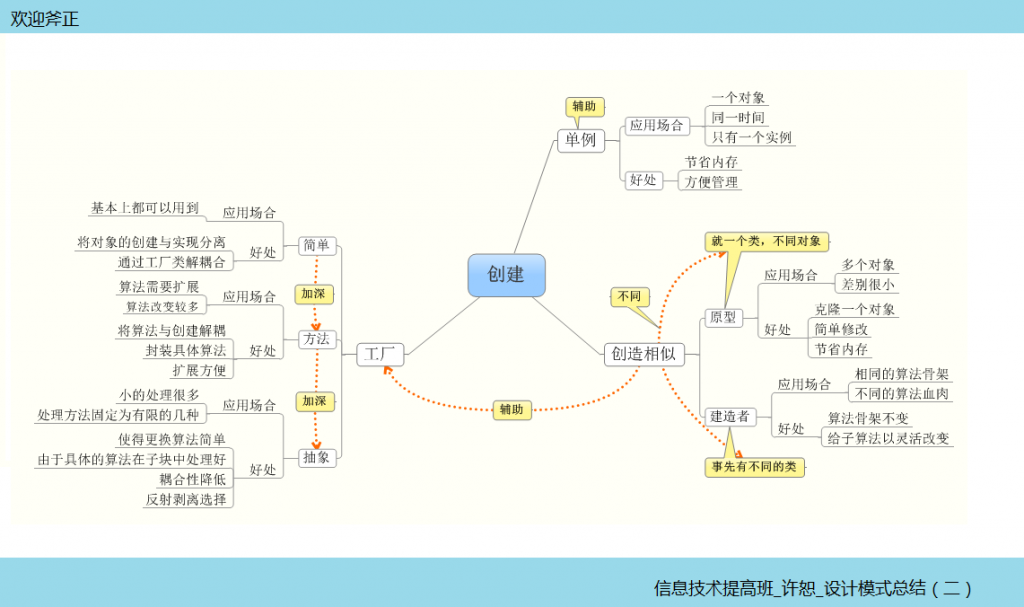 欢迎斧正
创建
辅助
单例
应用场合
一个对象
同一时间
只有一个实例
好处
节省内存
方便管理
创造相似
不同
就一个类，不同对象
原型
应用场合
多个对象
差别很小
好处
克隆一个对象
简单修改
节省内存
建造者
应用场合
相同的算法骨架
不同的算法血肉
好处
算法骨架不变
给子算法以灵活改变
事先有不同的类
辅助
工厂
简单
应用场合
基本上都可以用到
好处
将对象的创建与实现分离
通过工厂类解耦合
加深
方法
应用场合
算法需要扩展
算法改变较多
好处
将算法与创建解耦
封装具体算法
扩展方便
加深
抽象
应用场合
小的处理很多
处理方法固定为有限的几种
好处
使得更换算法简单
由于具体的算法在子块中处理好
耦合性降低
反射剥离选择
信息技术提高班_许恕_设计模式总结（二）